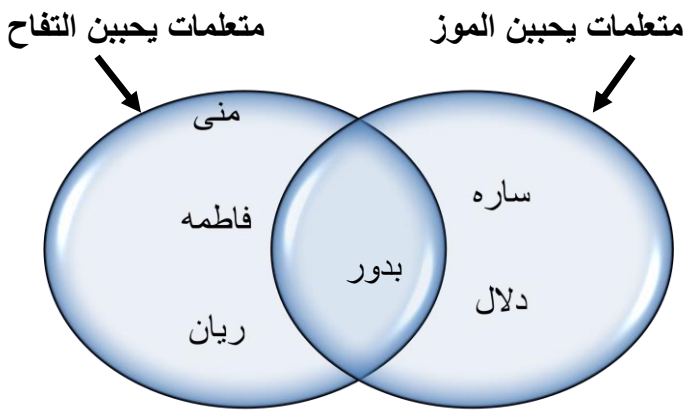 متعلمات يحببن الموز
متعلمات يحببن التفاح
منى
ساره
فاطمه
بدور
دلال
ريان